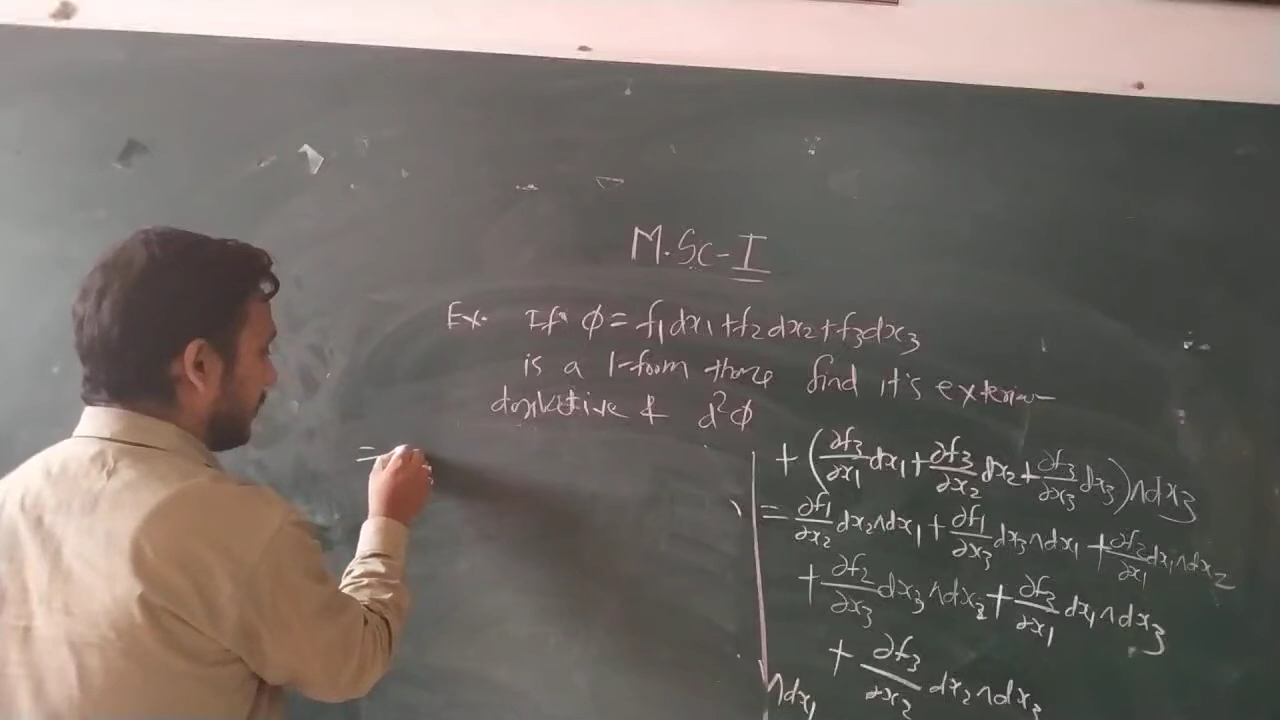 M.Sc-I
Ex. If φ = f₁dx₁+f₂dx₂+f₃dx₃
is a 1-form find it's exterior
& d²φ
=
+ (∂f₃/∂x₁ dx₁ + ∂f₃/∂x₂ dx₂ + ∂f₃/∂x₃ dx₃) ∧ dx₃
= ∂f₁/∂x₂ dx₂∧dx₁ + ∂f₁/∂x₃ dx₃∧dx₁ + ∂f₂/∂x₁ dx₁∧dx₂
+ ∂f₂/∂x₃ dx₃∧dx₂ + ∂f₃/∂x₁ dx₁∧dx₃
+ ∂f₃/∂x₂ dx₂∧dx₃
∧dx₁